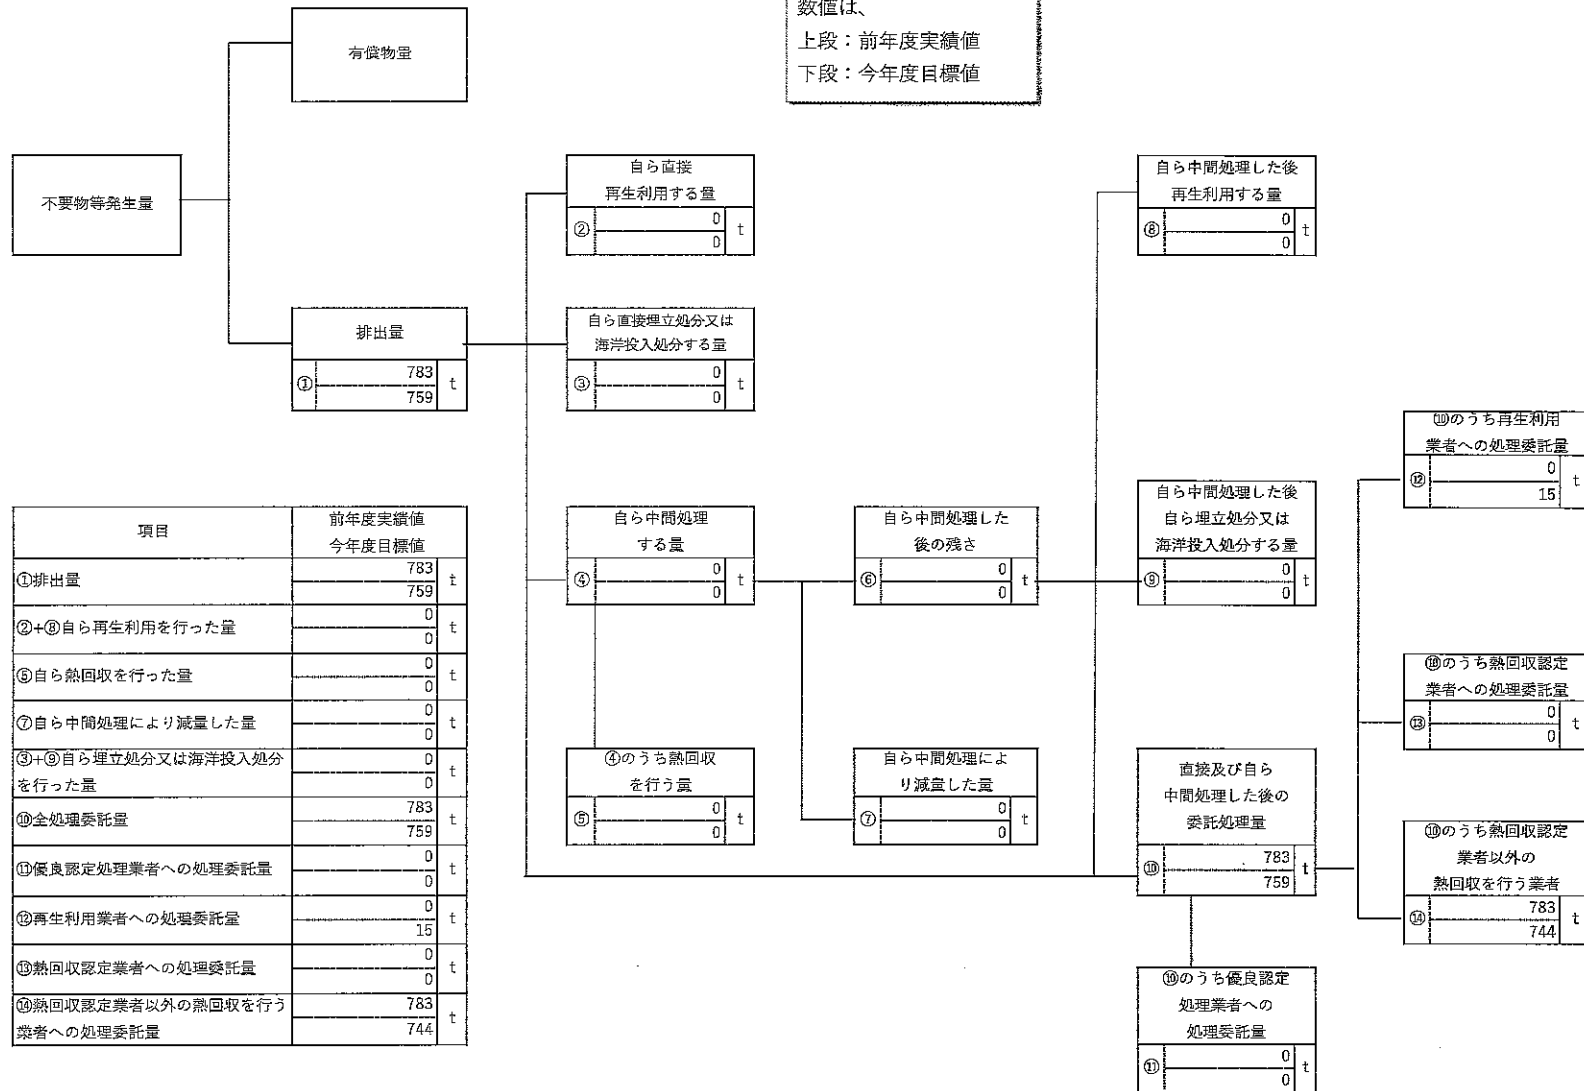 数値は、
上段：前年度実績値
下段：今年度目標値
有償物量
不要物等発生量
自ら直接
再生利用する量
②
0
0
t
自ら中間処理した後
再生利用する量
⑧
0
0
t
排出量
①
783
759
t
自ら直接埋立処分又は
海洋投入処分する量
③
0
0
t
⑩のうち再生利用
業者への処理委託量
⑫
0
15
t
自ら中間処理
する量
④
0
0
t
自ら中間処理した
後の残さ
⑥
0
0
t
自ら中間処理した後
自ら埋立処分又は
海洋投入処分する量
⑨
0
0
t
⑩のうち熱回収認定
業者への処理委託量
⑬
0
0
t
④のうち熱回収
を行う量
⑤
0
0
t
自ら中間処理によ
り減量した量
⑦
0
0
t
直接及び自ら
中間処理した後の
委託処理量
⑩
783
759
t
⑩のうち熱回収認定
業者以外の
熱回収を行う業者
⑭
783
744
t
⑩のうち優良認定
処理業者への
処理委託量
⑪
0
0
t
項目
前年度実績値
今年度目標値
①排出量
783
759
t
②+⑧自ら再生利用を行った量
0
0
t
⑤自ら熱回収を行った量
0
0
t
⑦自ら中間処理により減量した量
0
0
t
③+⑨自ら埋立処分又は海洋投入処分
を行った量
0
0
t
⑩全処理委託量
783
759
t
⑪優良認定処理業者への処理委託量
0
0
t
⑫再生利用業者への処理委託量
0
15
t
⑬熱回収認定業者への処理委託量
0
0
t
⑭熱回収認定業者以外の熱回収を行う
業者への処理委託量
783
744
t